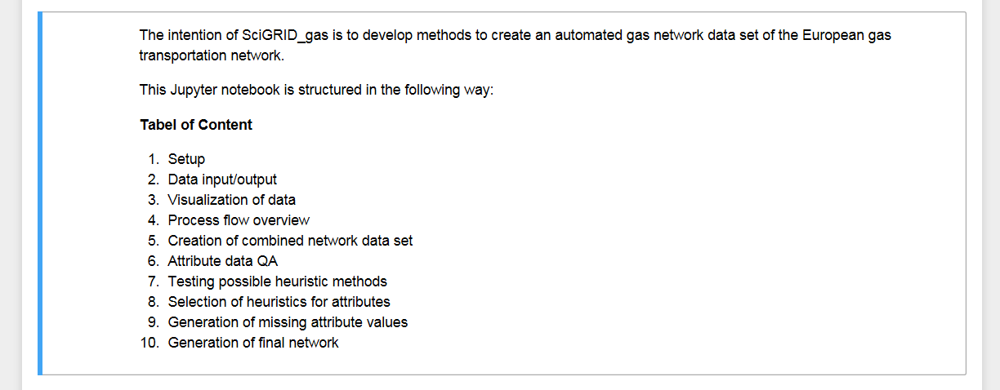 The intention of SciGRID_gas is to develop methods to create an automated gas network data set of the European gas
transportation network.
This Jupyter notebook is structured in the following way:
Tabel of Content
1. Setup
2. Data input/output
3. Visualization of data
4. Process flow overview
5. Creation of combined network data set
6. Attribute data QA
7. Testing possible heuristic methods
8. Selection of heuristics for attributes
9. Generation of missing attribute values
10. Generation of final network